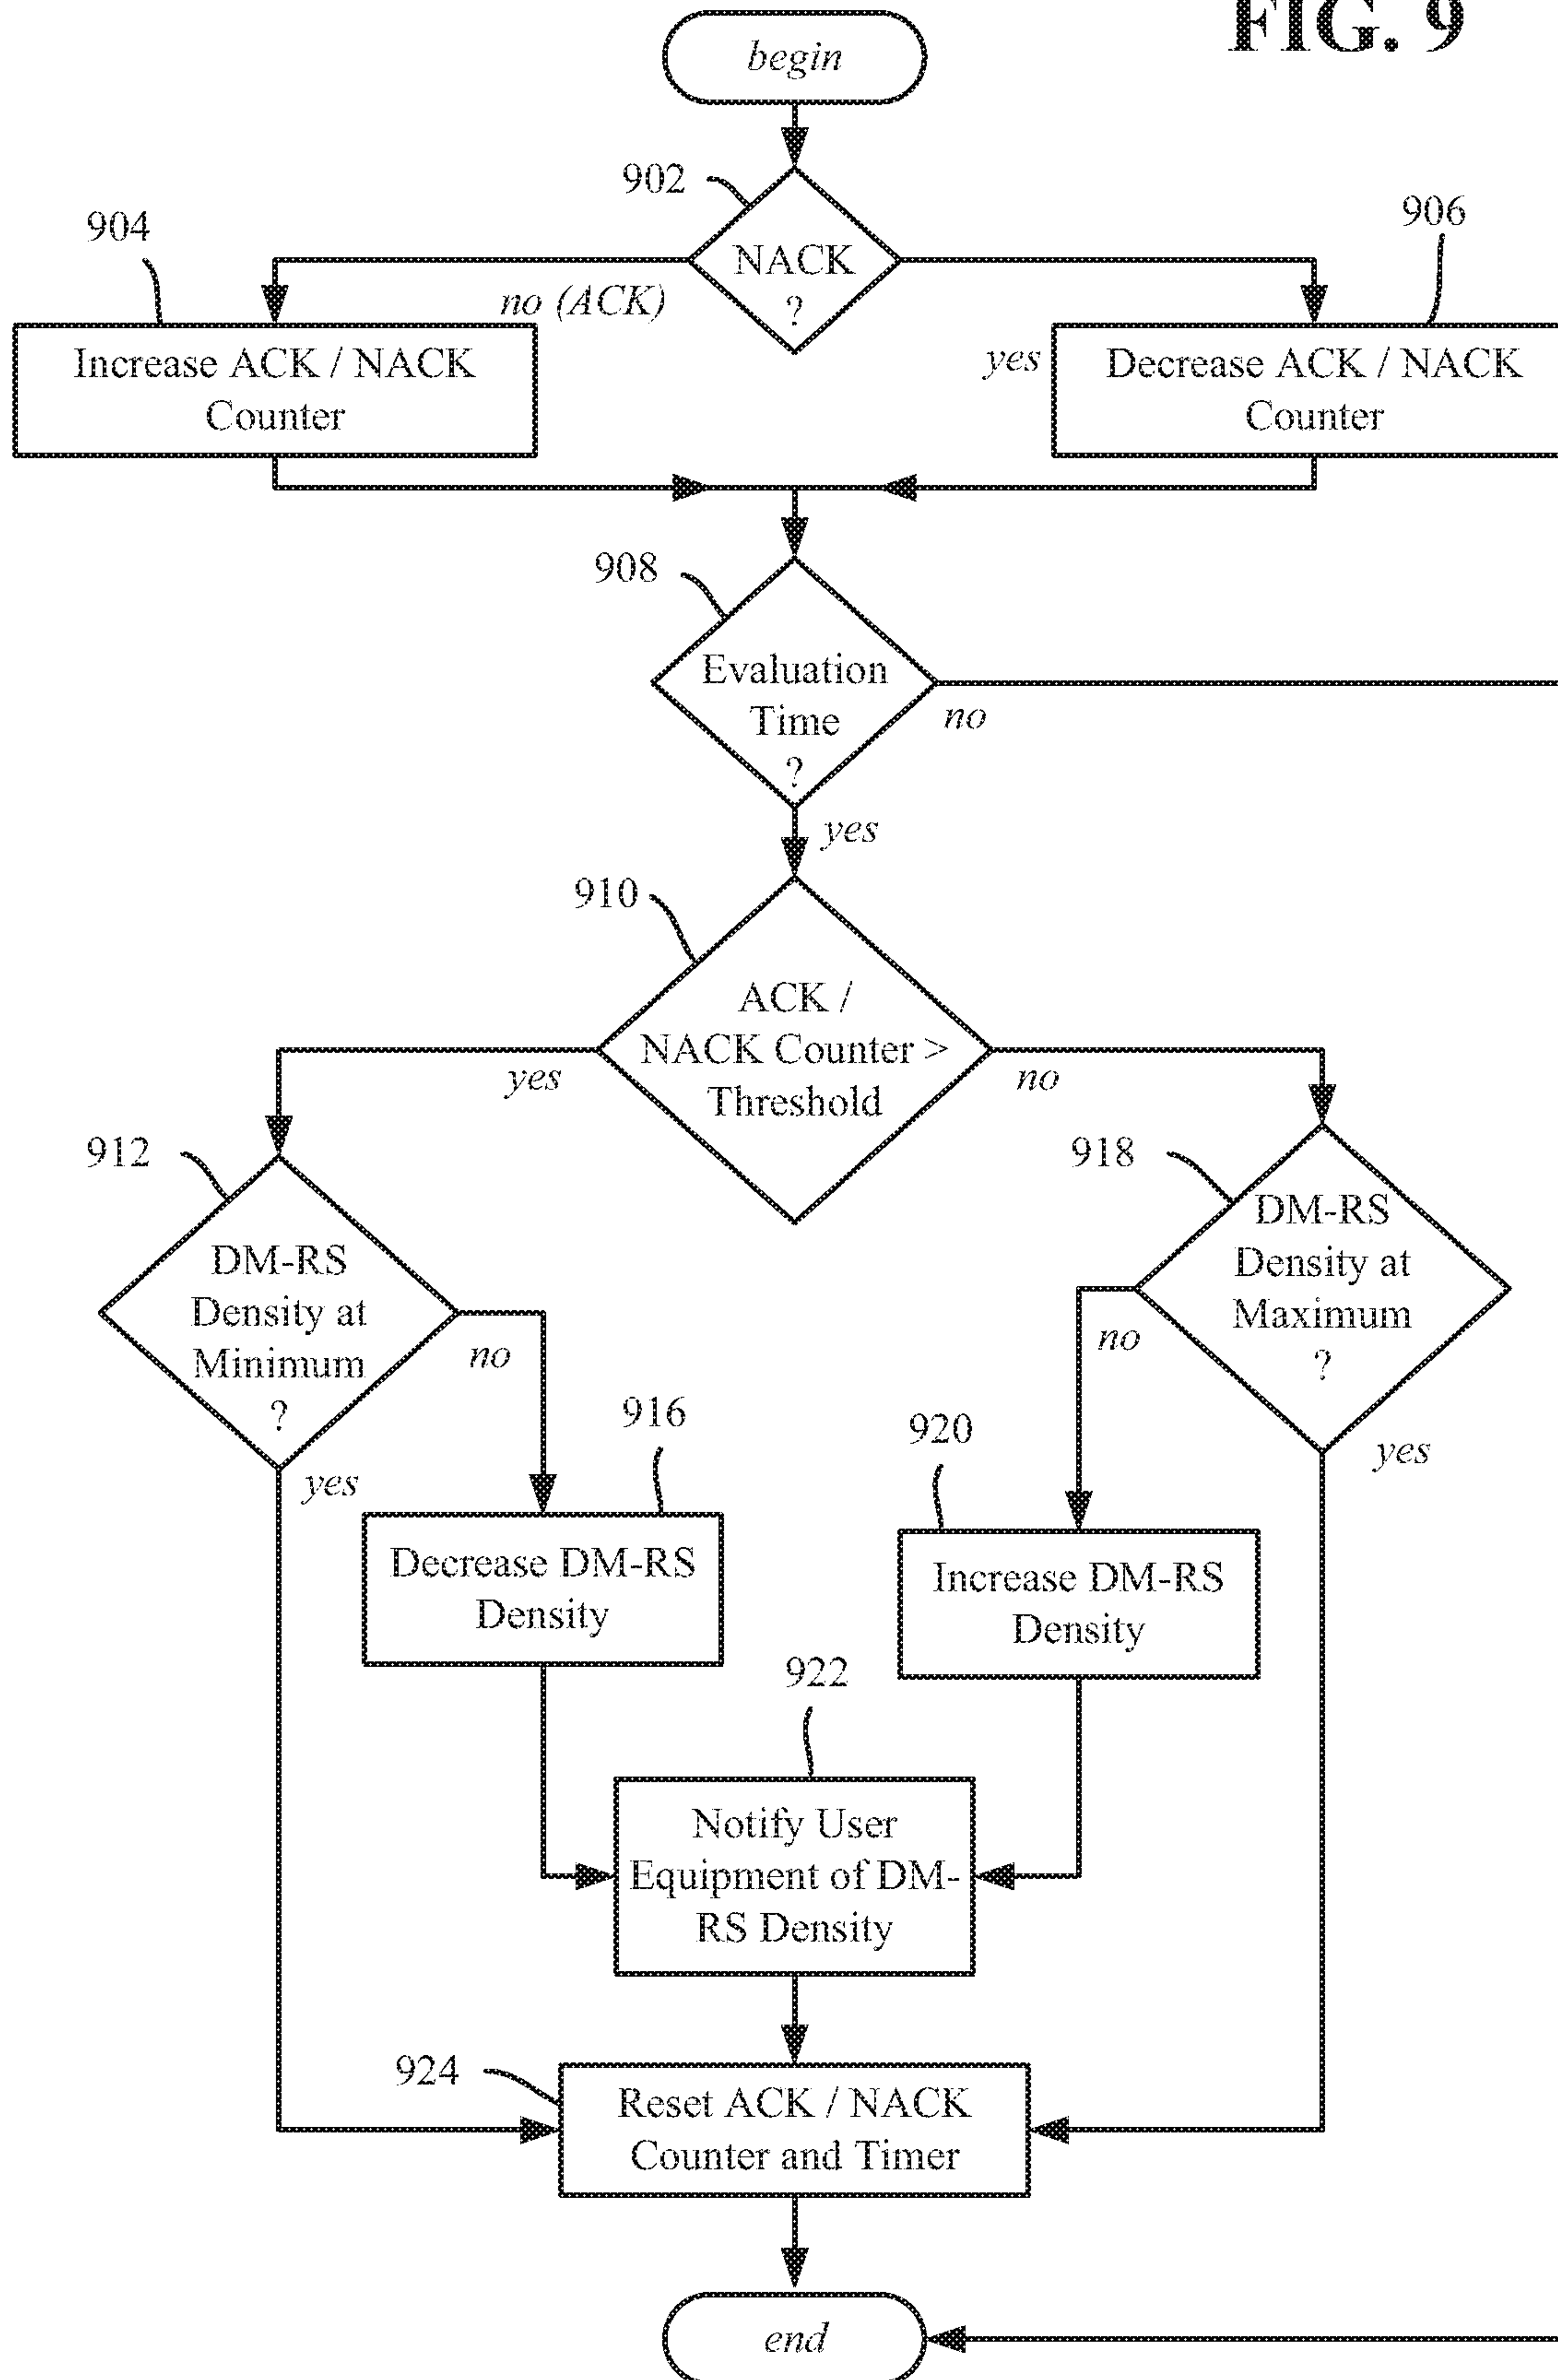 FIG. 9
begin
902
904
906
NACK
?
no (ACK)
yes
Increase ACK / NACK
Counter
Decrease ACK / NACK
Counter
908
Evaluation
Time
?
no
yes
910
ACK /
NACK Counter >
Threshold
yes
no
912
918
DM-RS
Density at
Minimum
?
no
yes
DM-RS
Density at
Maximum
?
no
yes
916
920
Decrease DM-RS
Density
Increase DM-RS
Density
922
Notify User
Equipment of DM-
RS Density
924
Reset ACK / NACK
Counter and Timer
end